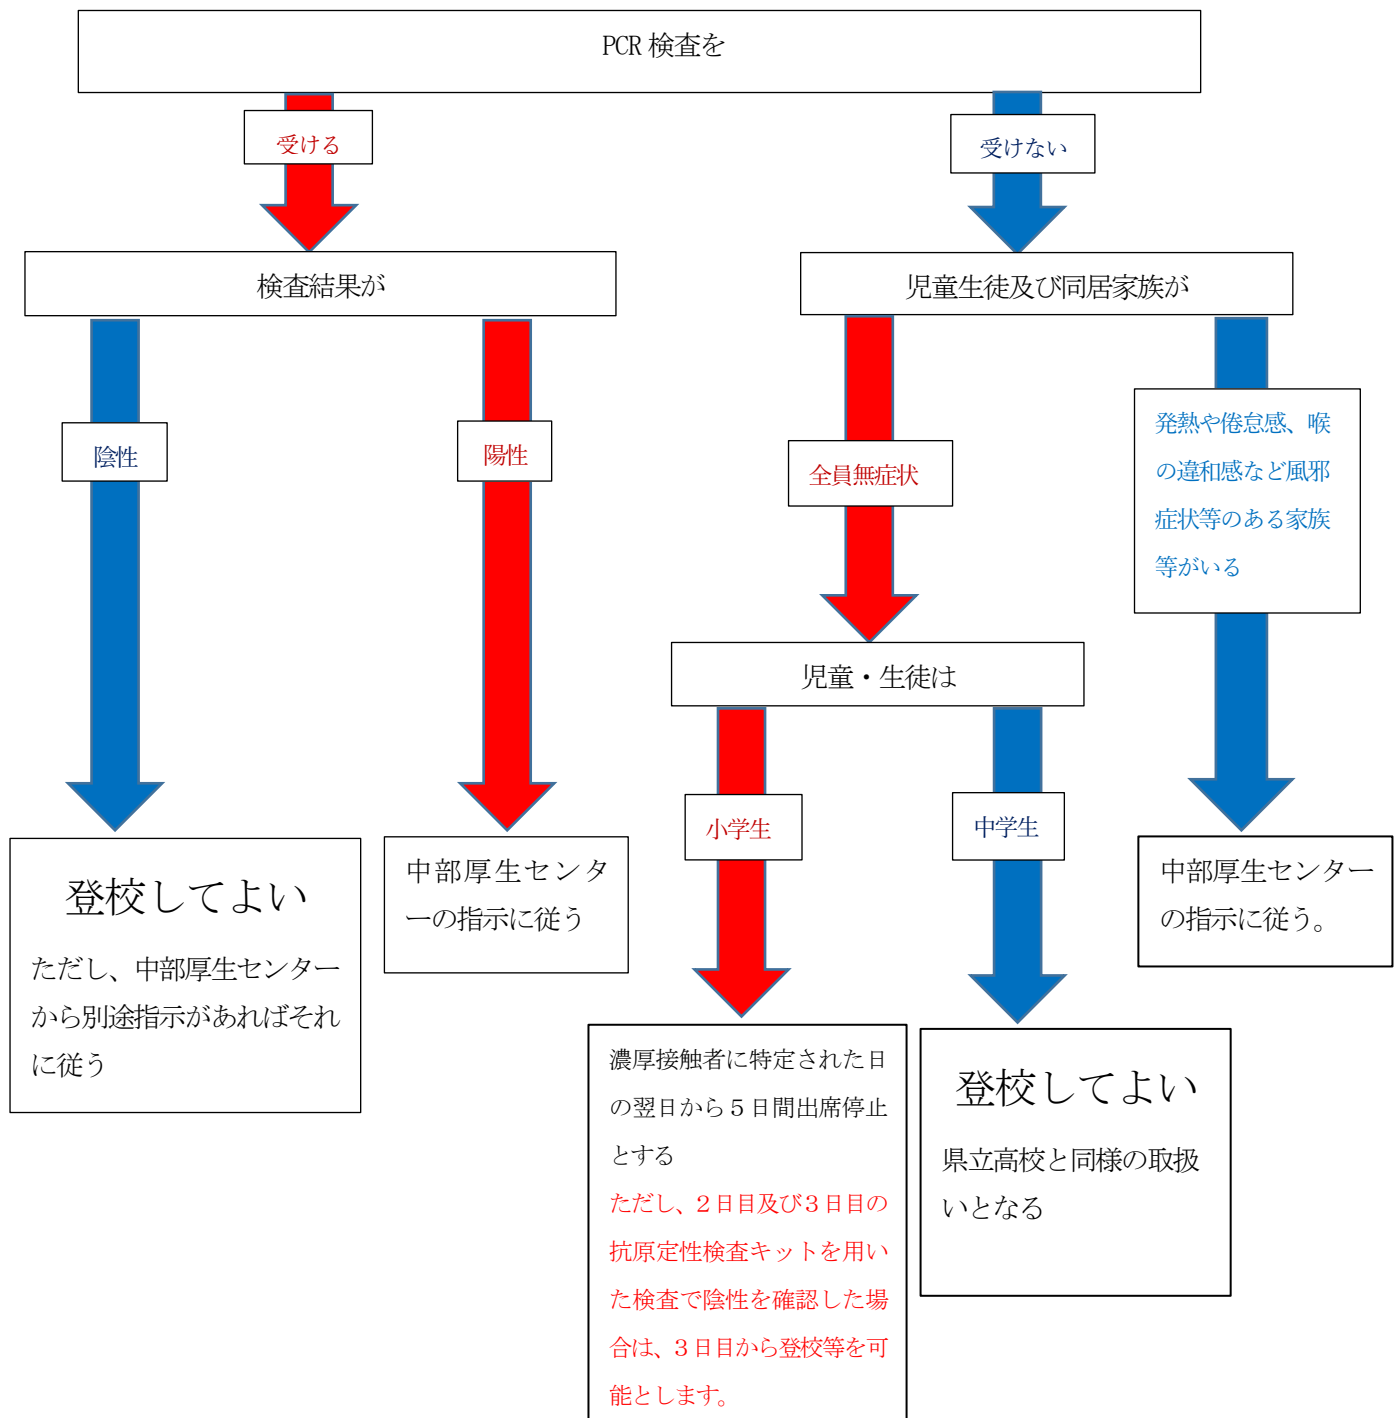 PCR 検査を
受ける
受けない
検査結果が
児童生徒及び同居家族が
陰性
陽性
全員無症状
発熱や倦怠感、喉
の違和感など風邪
症状等のある家族
等がいる
児童・生徒は
小学生
中学生
登校してよい
ただし、中部厚生センター
から別途指示があればそれ
に従う
中部厚生センタ
ーの指示に従う
濃厚接触者に特定された日
の翌日から５日間出席停止
とする
ただし、２日目及び３日目の
抗原定性検査キットを用い
た検査で陰性を確認した場
合は、３日目から登校等を可
能とします。
登校してよい
県立高校と同様の取扱
いとなる
中部厚生センター
の指示に従う。